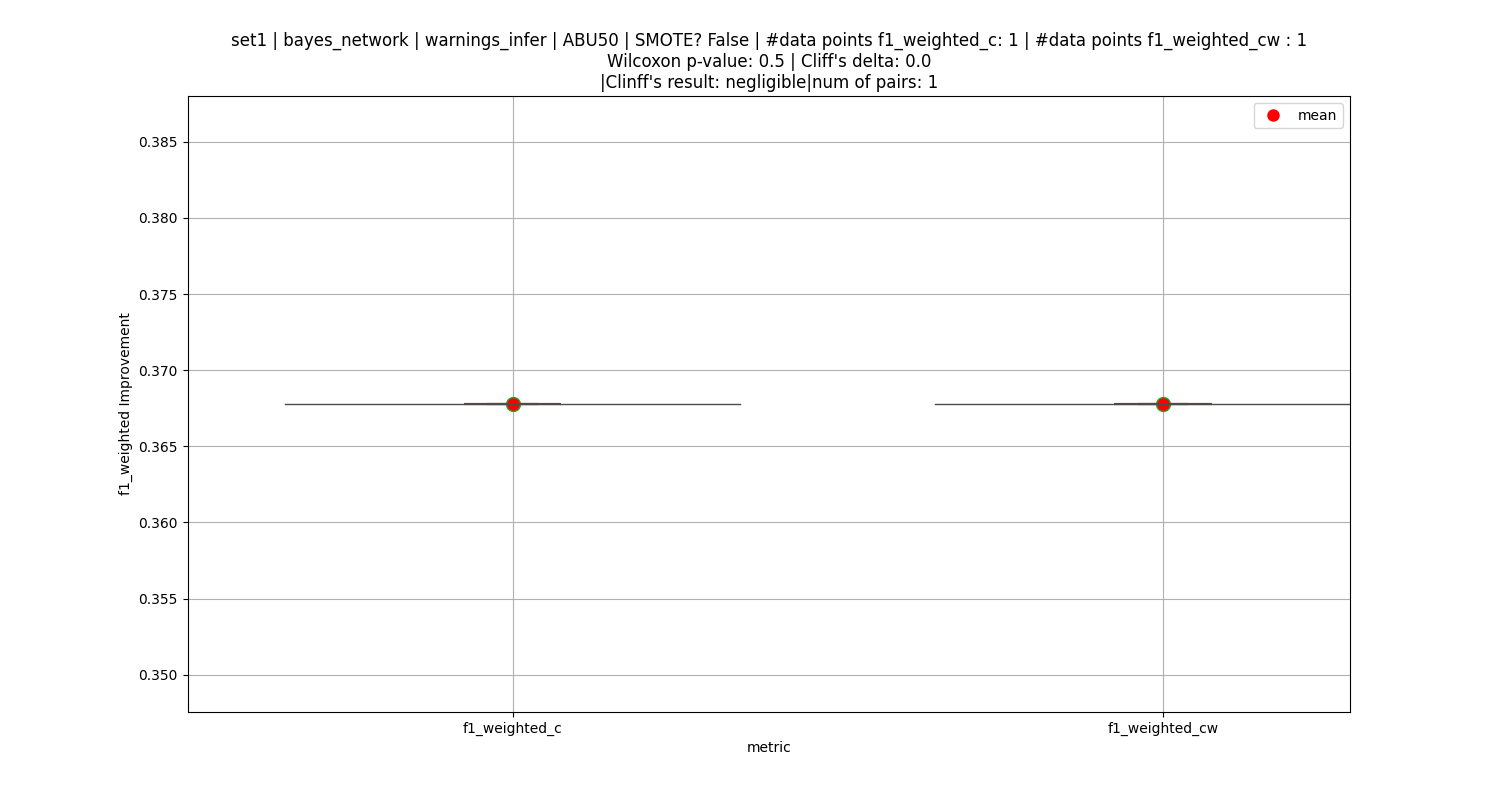 set1 | bayes_network | warnings_infer | ABU50 | SMOTE? False | #data points f1_weighted_c: 1 | #data points f1_weighted_cw : 1
Wilcoxon p-value: 0.5 | Cliff's delta: 0.0
|Clinff's result: negligible|num of pairs: 1
mean
0.385
0.380
0.375
0.370
0.365
0.360
0.355
0.350
f1_weighted Improvement
f1_weighted_c
f1_weighted_cw
metric